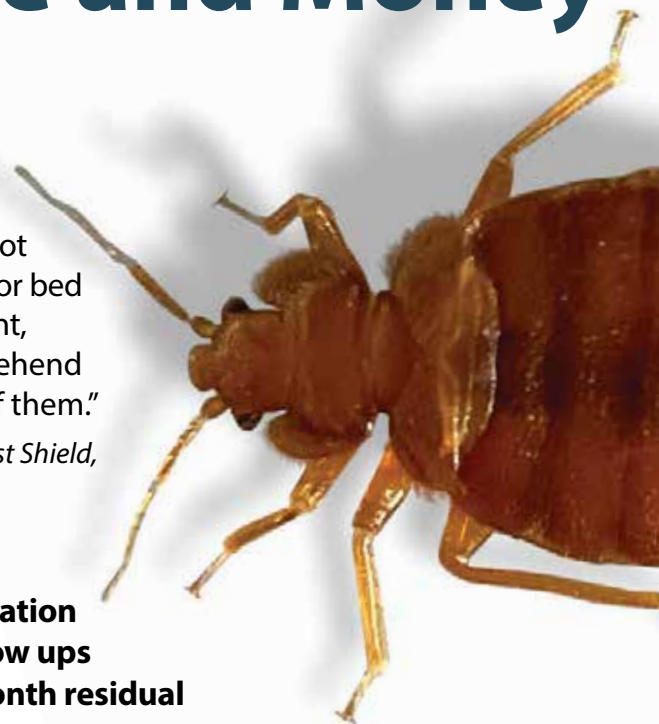 e and Money
ot
or bed
nt,
ehend
f them.”
st Shield,
ation
ow ups
onth residual